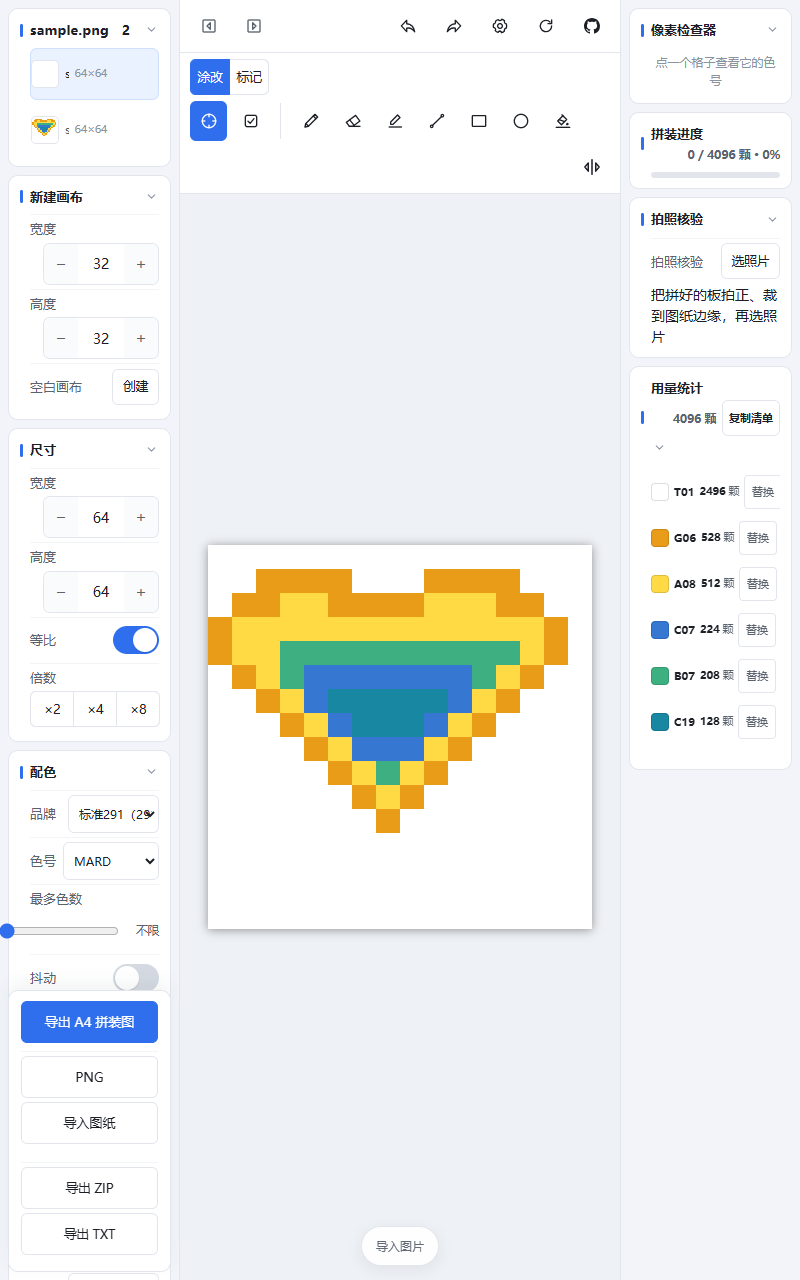 sample.png 2
64×64
64×64
新建画布
宽度
− 32 +
高度
− 32 +
空白画布 创建
尺寸
宽度
− 64 +
高度
− 64 +
等比
倍数
×2 ×4 ×8
配色
品牌 标准291（29
色号 MARD
最多色数
不限
抖动
导出 A4 拼装图
PNG
导入图纸
导出 ZIP
导出 TXT
涂改 标记
导入图片
像素检查器
点一个格子查看它的色
号
拼装进度
0 / 4096 颗 • 0%
拍照核验
拍照核验 选照片
把拼好的板拍正、裁
到图纸边缘，再选照
片
用量统计
4096 颗 复制清单
T01 2496 颗 替换
G06 528 颗 替换
A08 512 颗 替换
C07 224 颗 替换
B07 208 颗 替换
C19 128 颗 替换